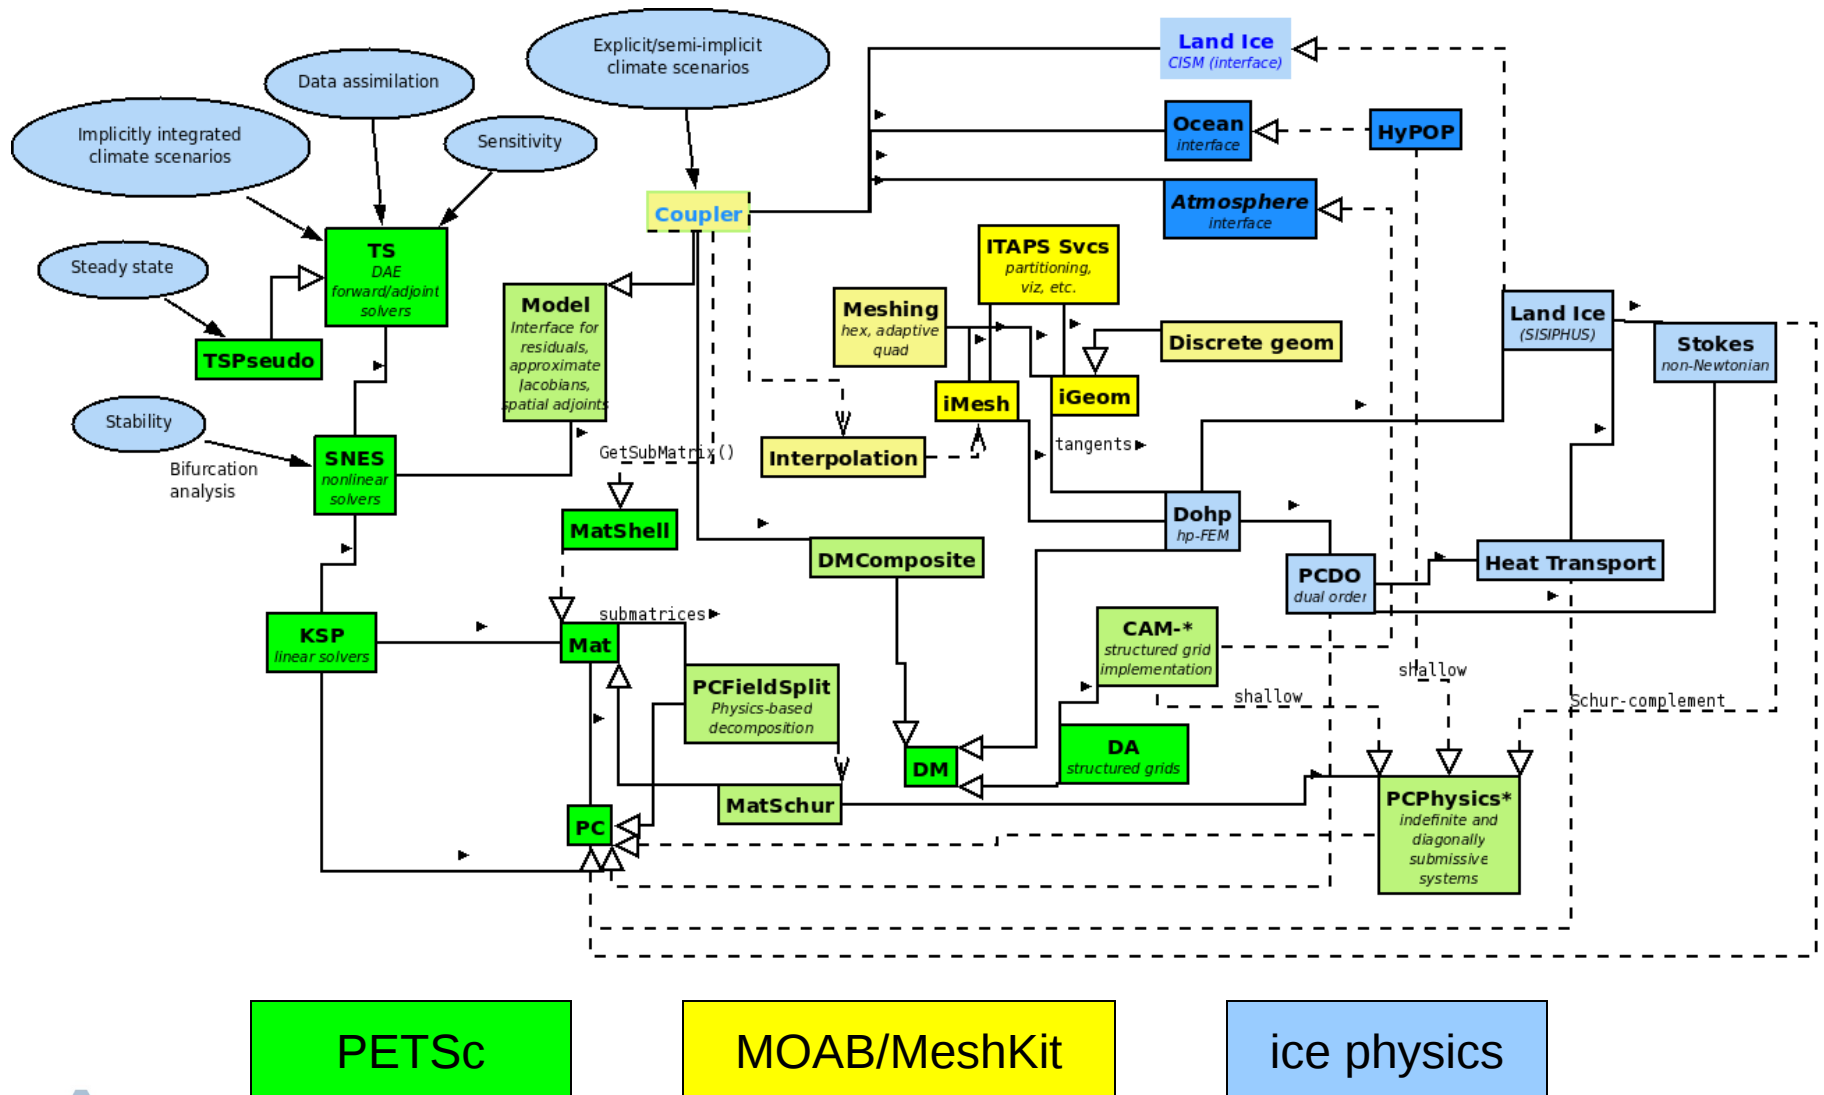 Explicit/semi-implicit
climate scenarios
Land Ice
CISM (interface)
Data assimilation
Implicitly integrated
climate scenarios
Sensitivity
Ocean
interface
HyPOP
Coupler
Atmosphere
interface
TS
DAE
forward/adjoint
solvers
Steady state
TSPseudo
Model
Interface for
residuals,
approximate
Jacobians,
spatial adjoints
ITAPS Svcs
partitioning,
viz, etc.
Meshing
hex, adaptive
quad
Discrete geom
Land Ice
(SISIPHUS)
Stokes
non-Newtonian
iMesh
iGeom
Stability
Bifurcation
analysis
SNES
nonlinear
solvers
GetSubMatrix()
Interpolation
tangents
MatShell
Dohp
hp-FEM
DMComposite
PCDO
dual order
Heat Transport
KSP
linear solvers
submatrices
Mat
CAM-*
structured grid
implementation
shallow
shallow
Schur-complement
PCFieldSplit
Physics-based
decomposition
DM
DA
structured grids
MatSchur
PC
PCPhysics*
indefinite and
diagonally
submissive
systems
PETSc
MOAB/MeshKit
ice physics